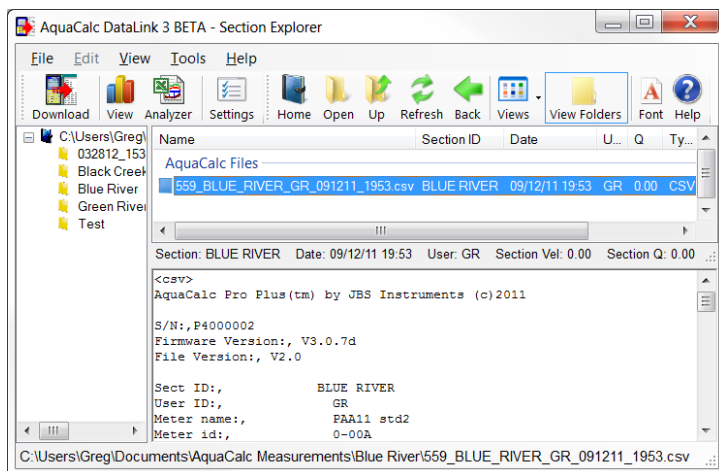 AquaCalc DataLink 3 BETA - Section Explorer
File Edit View Tools Help
Download View Analyzer Settings Home Open Up Refresh Back Views View Folders Font Help
C:\Users\Greg\
032812_153
Black Creek
Blue River
Green River
Test
Name Section ID Date U... Q Ty...
AquaCalc Files
559_BLUE_RIVER_GR_091211_1953.csv BLUE RIVER 09/12/11 19:53 GR 0.00 CSV
Section: BLUE RIVER Date: 09/12/11 19:53 User: GR Section Vel: 0.00 Section Q: 0.00
<csv>
AquaCalc Pro Plus(tm) by JBS Instruments (c)2011
S/N:,P4000002
Firmware Version:, V3.0.7d
File Version:, V2.0
Sect ID:, BLUE RIVER
User ID:, GR
Meter name:, PAA11 std2
Meter id:, 0-00A
C:\Users\Greg\Documents\AquaCalc Measurements\Blue River\559_BLUE_RIVER_GR_091211_1953.csv